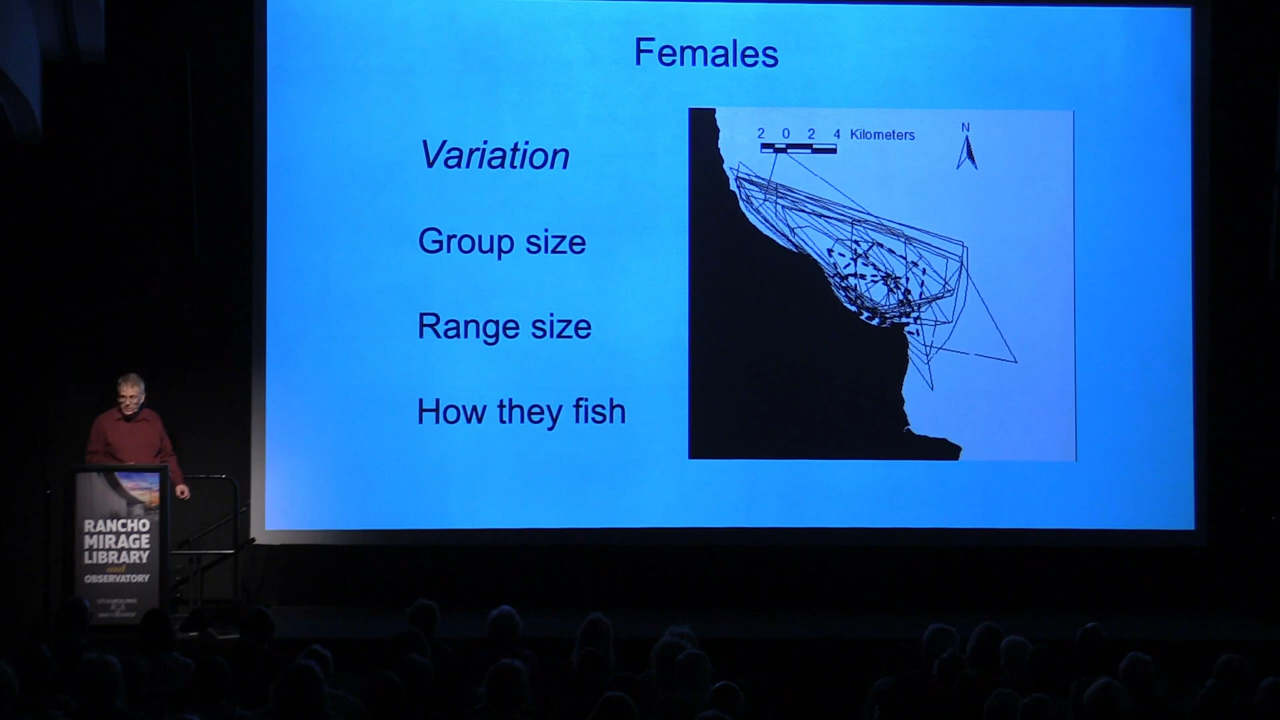 Females
Variation
Group size
Range size
How they fish
2 0 2 4 Kilometers
N
RANCHO
MIRAGE
LIBRARY
and
OBSERVATORY